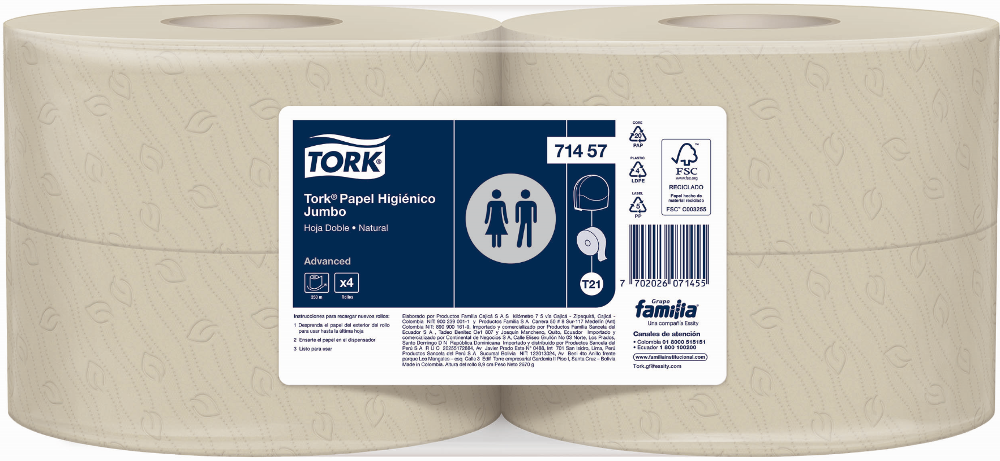 TORK®
Tork® Papel Higiénico
Jumbo
Hoja Doble • Natural
Advanced
250 m
x4
Rollos
71457
T21
CORE
20
PAP
PLASTIC
4
LDPE
LABEL
5
PP
FSC™
www.fsc.org
RECICLADO
Papel hecho de
material reciclado
FSC™ C003255
7 702026 071455
Grupo
familia®
Una compañía Essity
Canales de atención
• Colombia 01 8000 515151
• Ecuador 1 800 100200
www.familiainstitucional.com
Tork.gf@essity.com
Instrucciones para recargar nuevos rollos:
1 Desprenda el papel del exterior del rollo
para usar hasta la última hoja
2 Ensarte el papel en el dispensador
3 Listo para usar
Elaborado por Productos Familia Cajicá S A S kilómetro 7 5 vía Cajicá - Zipaquirá, Cajicá -
Colombia NIT: 900 239 001-1 y Productos Familia S A Carrera 50 # 8 Sur-117 Medellín (Ant)
Colombia NIT: 890 900 161-9. Importado y comercializado por Productos Familia Sancela del
Ecuador S A , Tadeo Benítez Oe1 807 y Joaquín Mancheno, Quito, Ecuador Importado y
comercializado por Continental de Negocios S A, Calle Eliseo Grullón No 03 Norte, Los Prados,
Santo Domingo D N República Dominicana Importado y distribuido por Productos Sancela del
Perú S A R U C 20255172884, Av Javier Prado Este N° 0488, Int 701 San Isidro, Lima, Perú
Productos Sancela del Perú S A Sucursal Bolivia NIT: 122013024, Av Beni 4to Anillo frente
parque Los Mangales – esq Calle 3 Edif Torre empresarial Gardenia II Piso I, Santa Cruz – Bolivia
Made in Colombia. Altura del rollo 8,9 cm Peso Neto 2670 g